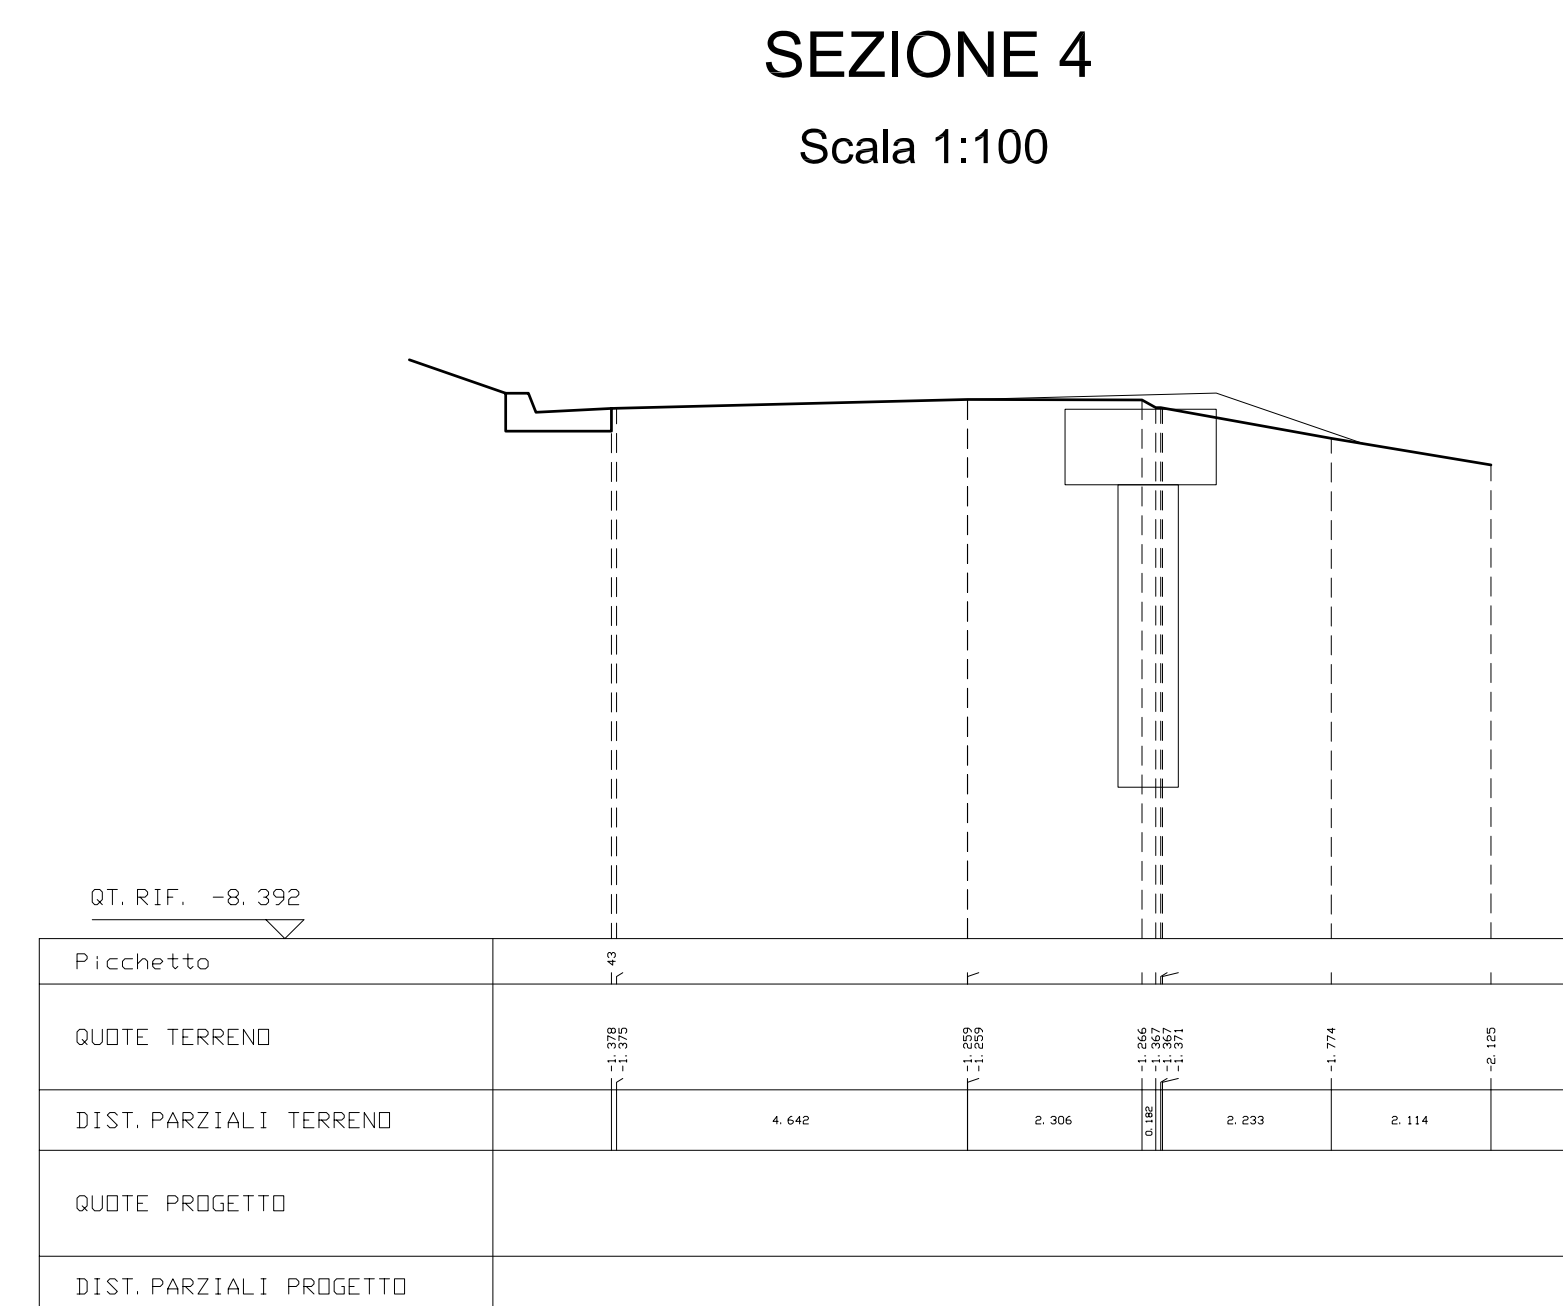 SEZIONE 4
Scala 1:100
QT. RIF. -8.392
Picchetto
43
QUOTE TERRENO
-1.378
-1.375
-1.259
-1.259
-1.266
-1.367
-1.367
-1.371
-1.774
-2.125
DIST. PARZIALI TERRENO
4.642
2.306
0.182
2.233
2.114
QUOTE PROGETTO
DIST. PARZIALI PROGETTO